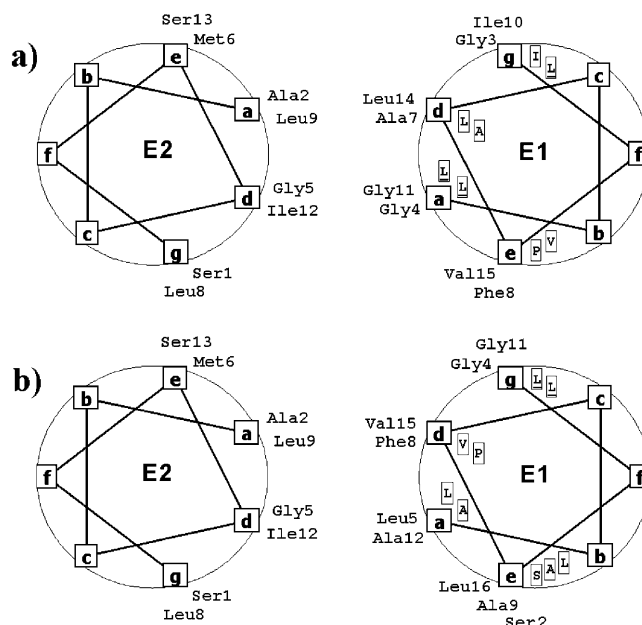 a)
Ser13
Met6
b
e
a
Ala2
Leu9
f
E2
c
d
Gly5
Ile12
g
Ser1
Leu8
Ile10
Gly3
g
I
L
c
Leu14
Ala7
d
L
A
E1
f
L
L
Gly11
Gly4
a
b
e
P
V
Val15
Phe8
b)
Ser13
Met6
b
e
a
Ala2
Leu9
f
E2
c
d
Gly5
Ile12
g
Ser1
Leu8
Gly11
Gly4
g
L
L
c
Val15
Phe8
d
V
P
E1
f
L
A
Leu5
Ala12
a
b
Leu16
Ala9
Ser2
e
S
A
L